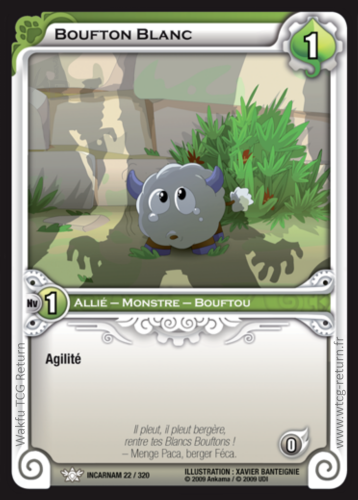 Boufton Blanc
1
Nv 1
Allié – Monstre – Bouftou
Agilité
Il pleut, il pleut bergère,
rentre tes Blancs Bouftons !
– Menge Paca, berger Féca.
0
INCARNAM 22 / 320
ILLUSTRATION : XAVIER BANTEIGNIE
© 2009 Ankama / © 2009 UDI
Wakfu TCG Return
www.wtcg-return.fr